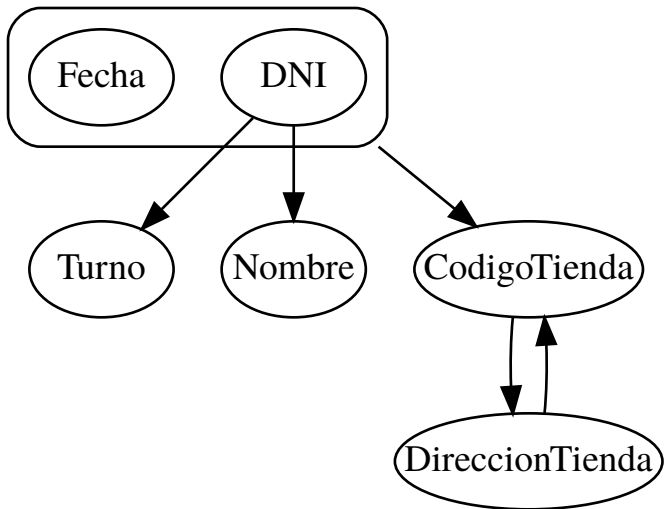 Fecha
DNI
Turno
Nombre
CodigoTienda
DireccionTienda